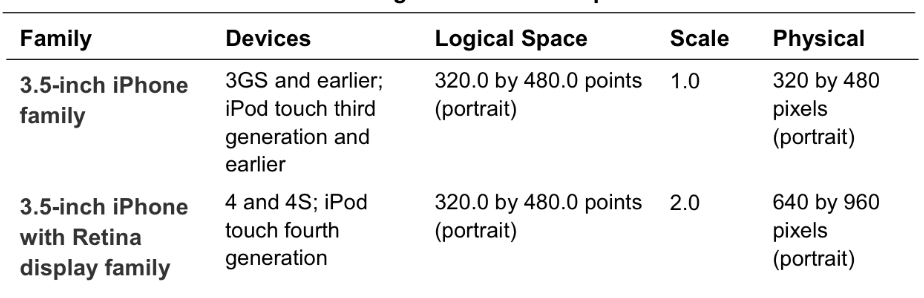 Family Devices Logical Space Scale Physical
3.5-inch iPhone 3GS and earlier; 320.0 by 480.0 points 1.0 320 by 480
family iPod touch third (portrait) pixels
generation and (portrait)
earlier
3.5-inch iPhone 4 and 4S; iPod 320.0 by 480.0 points 2.0 640 by 960
with Retina touch fourth (portrait) pixels
display family generation (portrait)